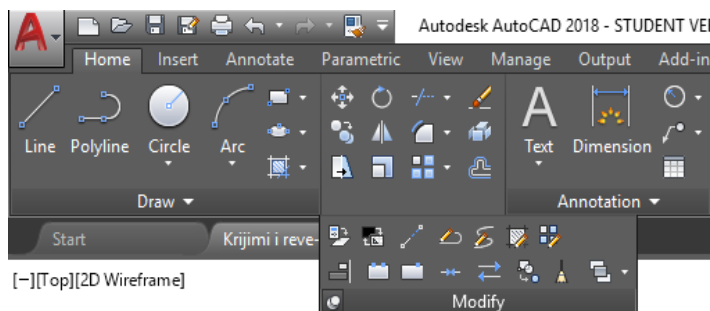 Autodesk AutoCAD 2018 - STUDENT VE
Home Insert Annotate Parametric View Manage Output Add-in
Line Polyline Circle Arc Text Dimension
Draw Annotation
Start Krijimi i reve-
[−][Top][2D Wireframe]
Modify